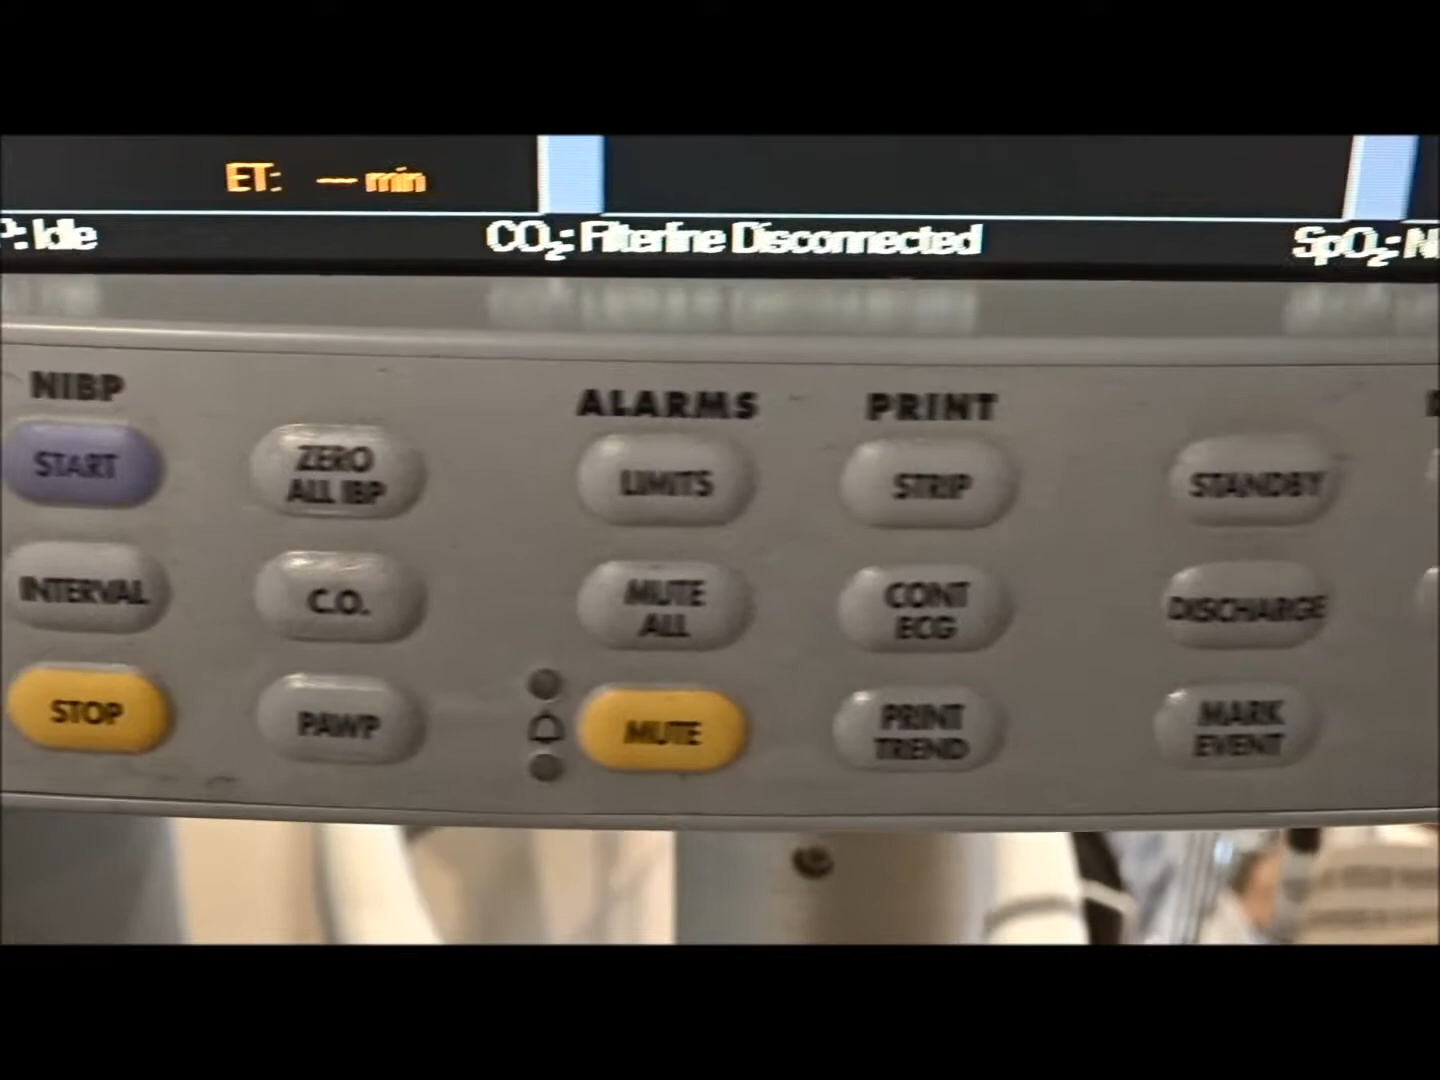 ET: --- min
P: Idle
CO₂: Filterline Disconnected
SpO₂: N
NIBP
START
INTERVAL
STOP
ZERO
ALL IBP
C.O.
PAWP
ALARMS
LIMITS
MUTE
ALL
MUTE
PRINT
STRIP
CONT
ECG
PRINT
TREND
STANDBY
DISCHARGE
MARK
EVENT